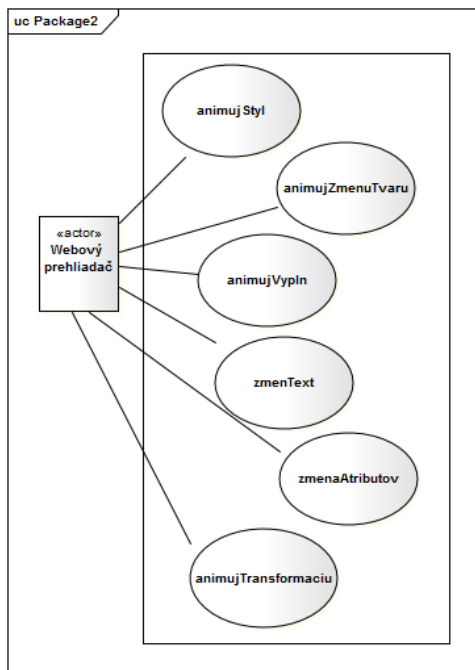 uc Package2
animujStyl
animujZmenuTvaru
«actor»
Webový
prehliadač
animujVypln
zmenText
zmenaAtributov
animujTransformaciu